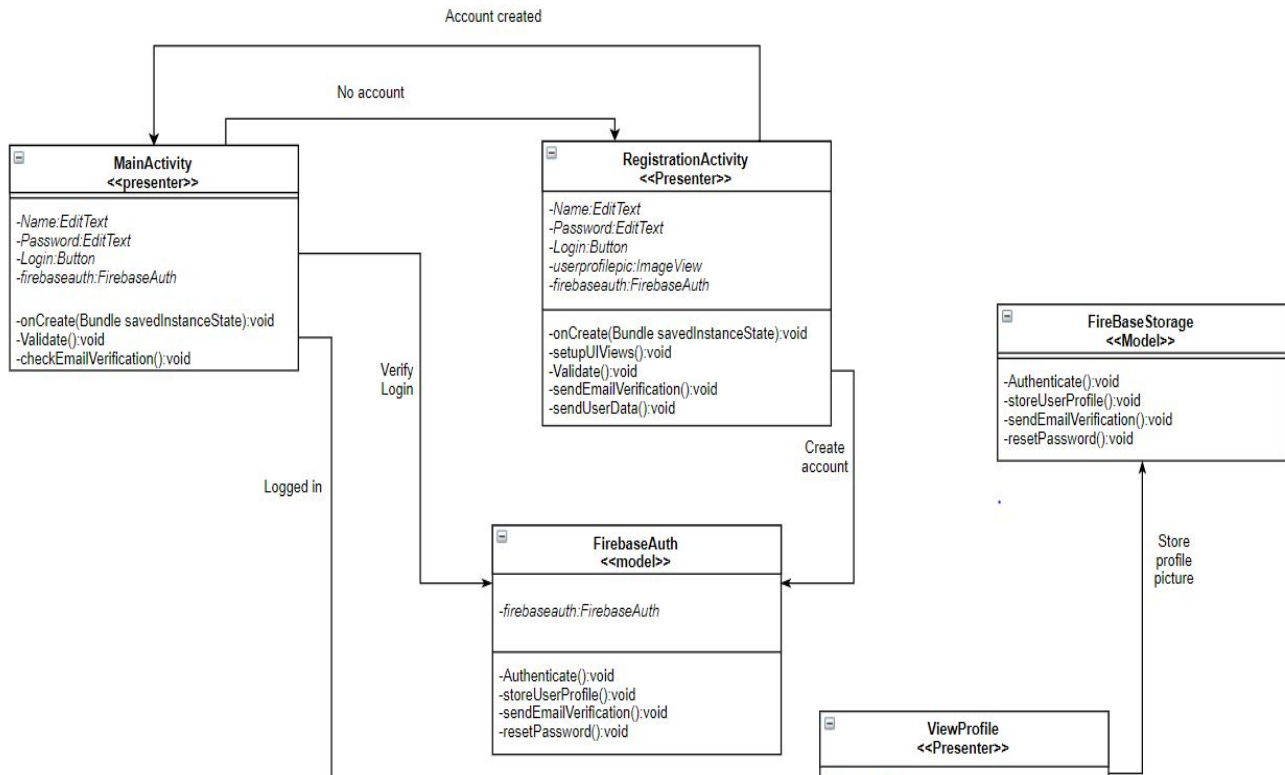 Account created
No account
MainActivity
<<presenter>>
-Name:EditText
-Password:EditText
-Login:Button
-firebaseauth:FirebaseAuth
-onCreate(Bundle savedInstanceState):void
-Validate():void
-checkEmailVerification():void
RegistrationActivity
<<Presenter>>
-Name:EditText
-Password:EditText
-Login:Button
-userprofilepic:ImageView
-firebaseauth:FirebaseAuth
-onCreate(Bundle savedInstanceState):void
-setupUIViews():void
-Validate():void
-sendEmailVerification():void
-sendUserData():void
FireBaseStorage
<<Model>>
-Authenticate():void
-storeUserProfile():void
-sendEmailVerification():void
-resetPassword():void
Verify
Login
Create
account
Logged in
FirebaseAuth
<<model>>
-firebaseauth:FirebaseAuth
-Authenticate():void
-storeUserProfile():void
-sendEmailVerification():void
-resetPassword():void
Store
profile
picture
ViewProfile
<<Presenter>>